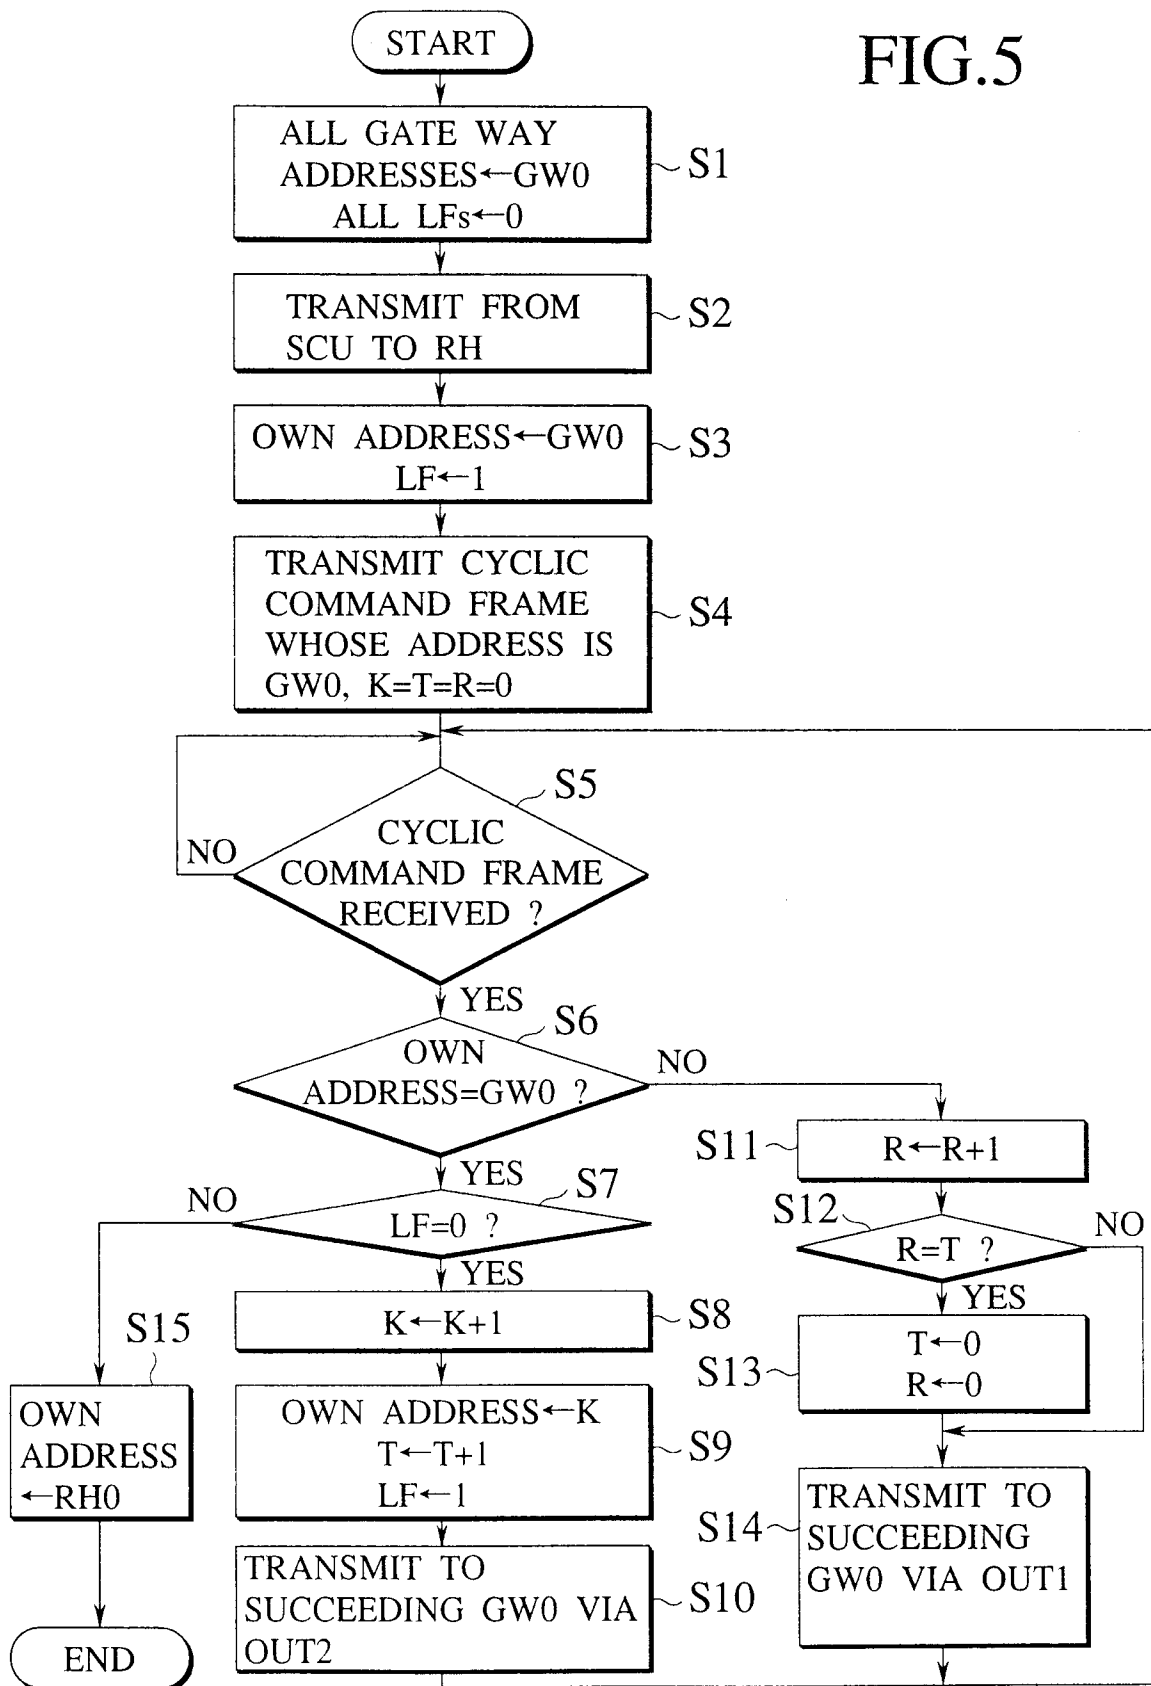 FIG.5
START
ALL GATE WAY
ADDRESSES←GW0
ALL LFs←0
S1
TRANSMIT FROM
SCU TO RH
S2
OWN ADDRESS←GW0
LF←1
S3
TRANSMIT CYCLIC
COMMAND FRAME
WHOSE ADDRESS IS
GW0, K=T=R=0
S4
S5
CYCLIC
COMMAND FRAME
RECEIVED ?
NO
YES
S6
OWN
ADDRESS=GW0 ?
NO
YES
S7
LF=0 ?
NO
YES
K←K+1
S8
OWN ADDRESS←K
T←T+1
LF←1
S9
TRANSMIT TO
SUCCEEDING GW0 VIA
OUT2
S10
S11
R←R+1
S12
R=T ?
NO
YES
S13
T←0
R←0
S14
TRANSMIT TO
SUCCEEDING
GW0 VIA OUT1
S15
OWN
ADDRESS
←RH0
END